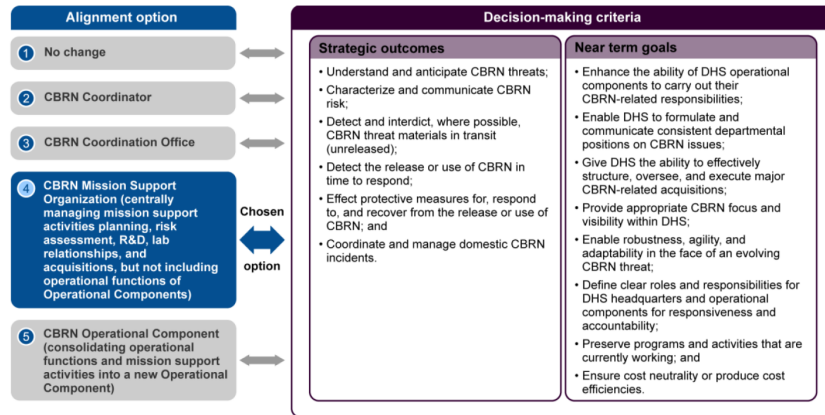 Alignment option
1 No change
2 CBRN Coordinator
3 CBRN Coordination Office
4 CBRN Mission Support
Organization (centrally
managing mission support
activities planning, risk
assessment, R&D, lab
relationships, and
acquisitions, but not including
operational functions of
Operational Components)
5 CBRN Operational Component
(consolidating operational
functions and mission support
activities into a new Operational
Component)
Chosen
option
Decision-making criteria
Strategic outcomes
• Understand and anticipate CBRN threats;
• Characterize and communicate CBRN
risk;
• Detect and interdict, where possible,
CBRN threat materials in transit
(unreleased);
• Detect the release or use of CBRN in
time to respond;
• Effect protective measures for, respond
to, and recover from the release or use of
CBRN; and
• Coordinate and manage domestic CBRN
incidents.
Near term goals
• Enhance the ability of DHS operational
components to carry out their
CBRN-related responsibilities;
• Enable DHS to formulate and
communicate consistent departmental
positions on CBRN issues;
• Give DHS the ability to effectively
structure, oversee, and execute major
CBRN-related acquisitions;
• Provide appropriate CBRN focus and
visibility within DHS;
• Enable robustness, agility, and
adaptability in the face of an evolving
CBRN threat;
• Define clear roles and responsibilities for
DHS headquarters and operational
components for responsiveness and
accountability;
• Preserve programs and activities that are
currently working; and
• Ensure cost neutrality or produce cost
efficiencies.